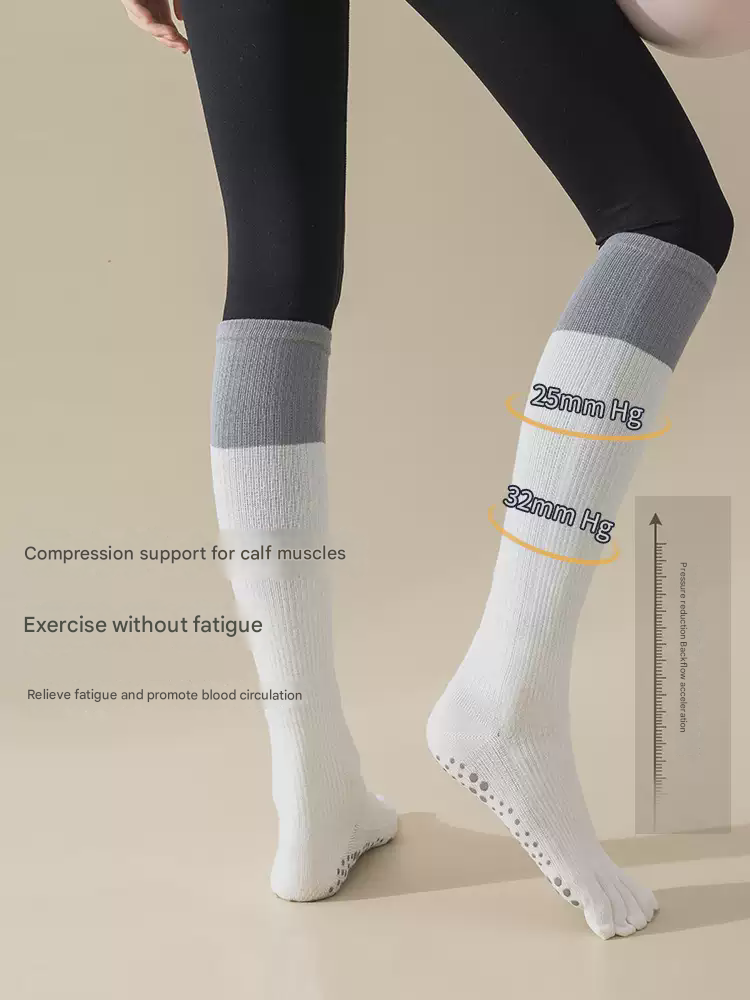 25mm Hg
32mm Hg
Compression support for calf muscles
Exercise without fatigue
Relieve fatigue and promote blood circulation
Pressure reduction Backflow acceleration